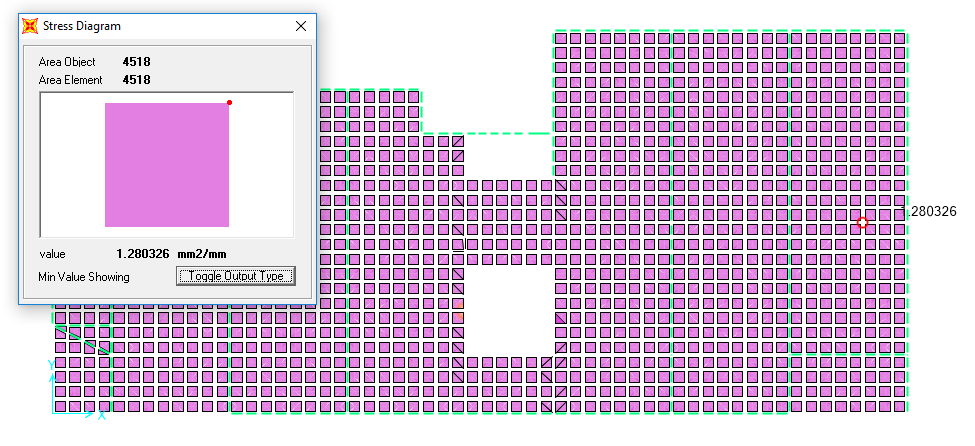 Stress Diagram
Area Object 4518
Area Element 4518
value 1.280326 mm2/mm
Min Value Showing Toggle Output Type
1.280326
Y
X